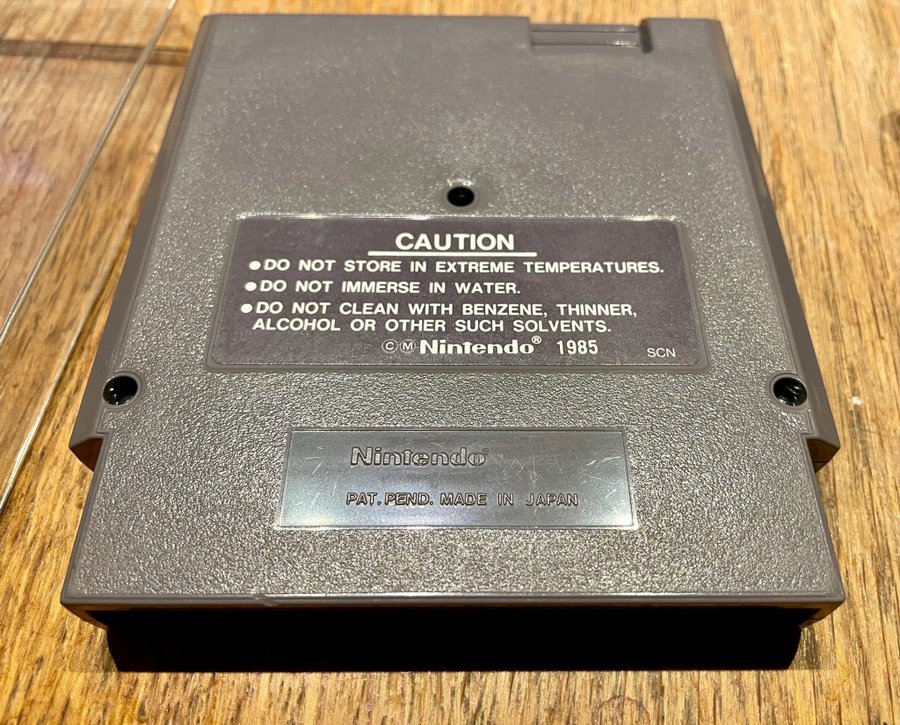 CAUTION
●DO NOT STORE IN EXTREME TEMPERATURES.
●DO NOT IMMERSE IN WATER.
●DO NOT CLEAN WITH BENZENE, THINNER,
ALCOHOL OR OTHER SUCH SOLVENTS.
ⒸⓂNintendo® 1985 SCN
Nintendo®
PAT. PEND. MADE IN JAPAN